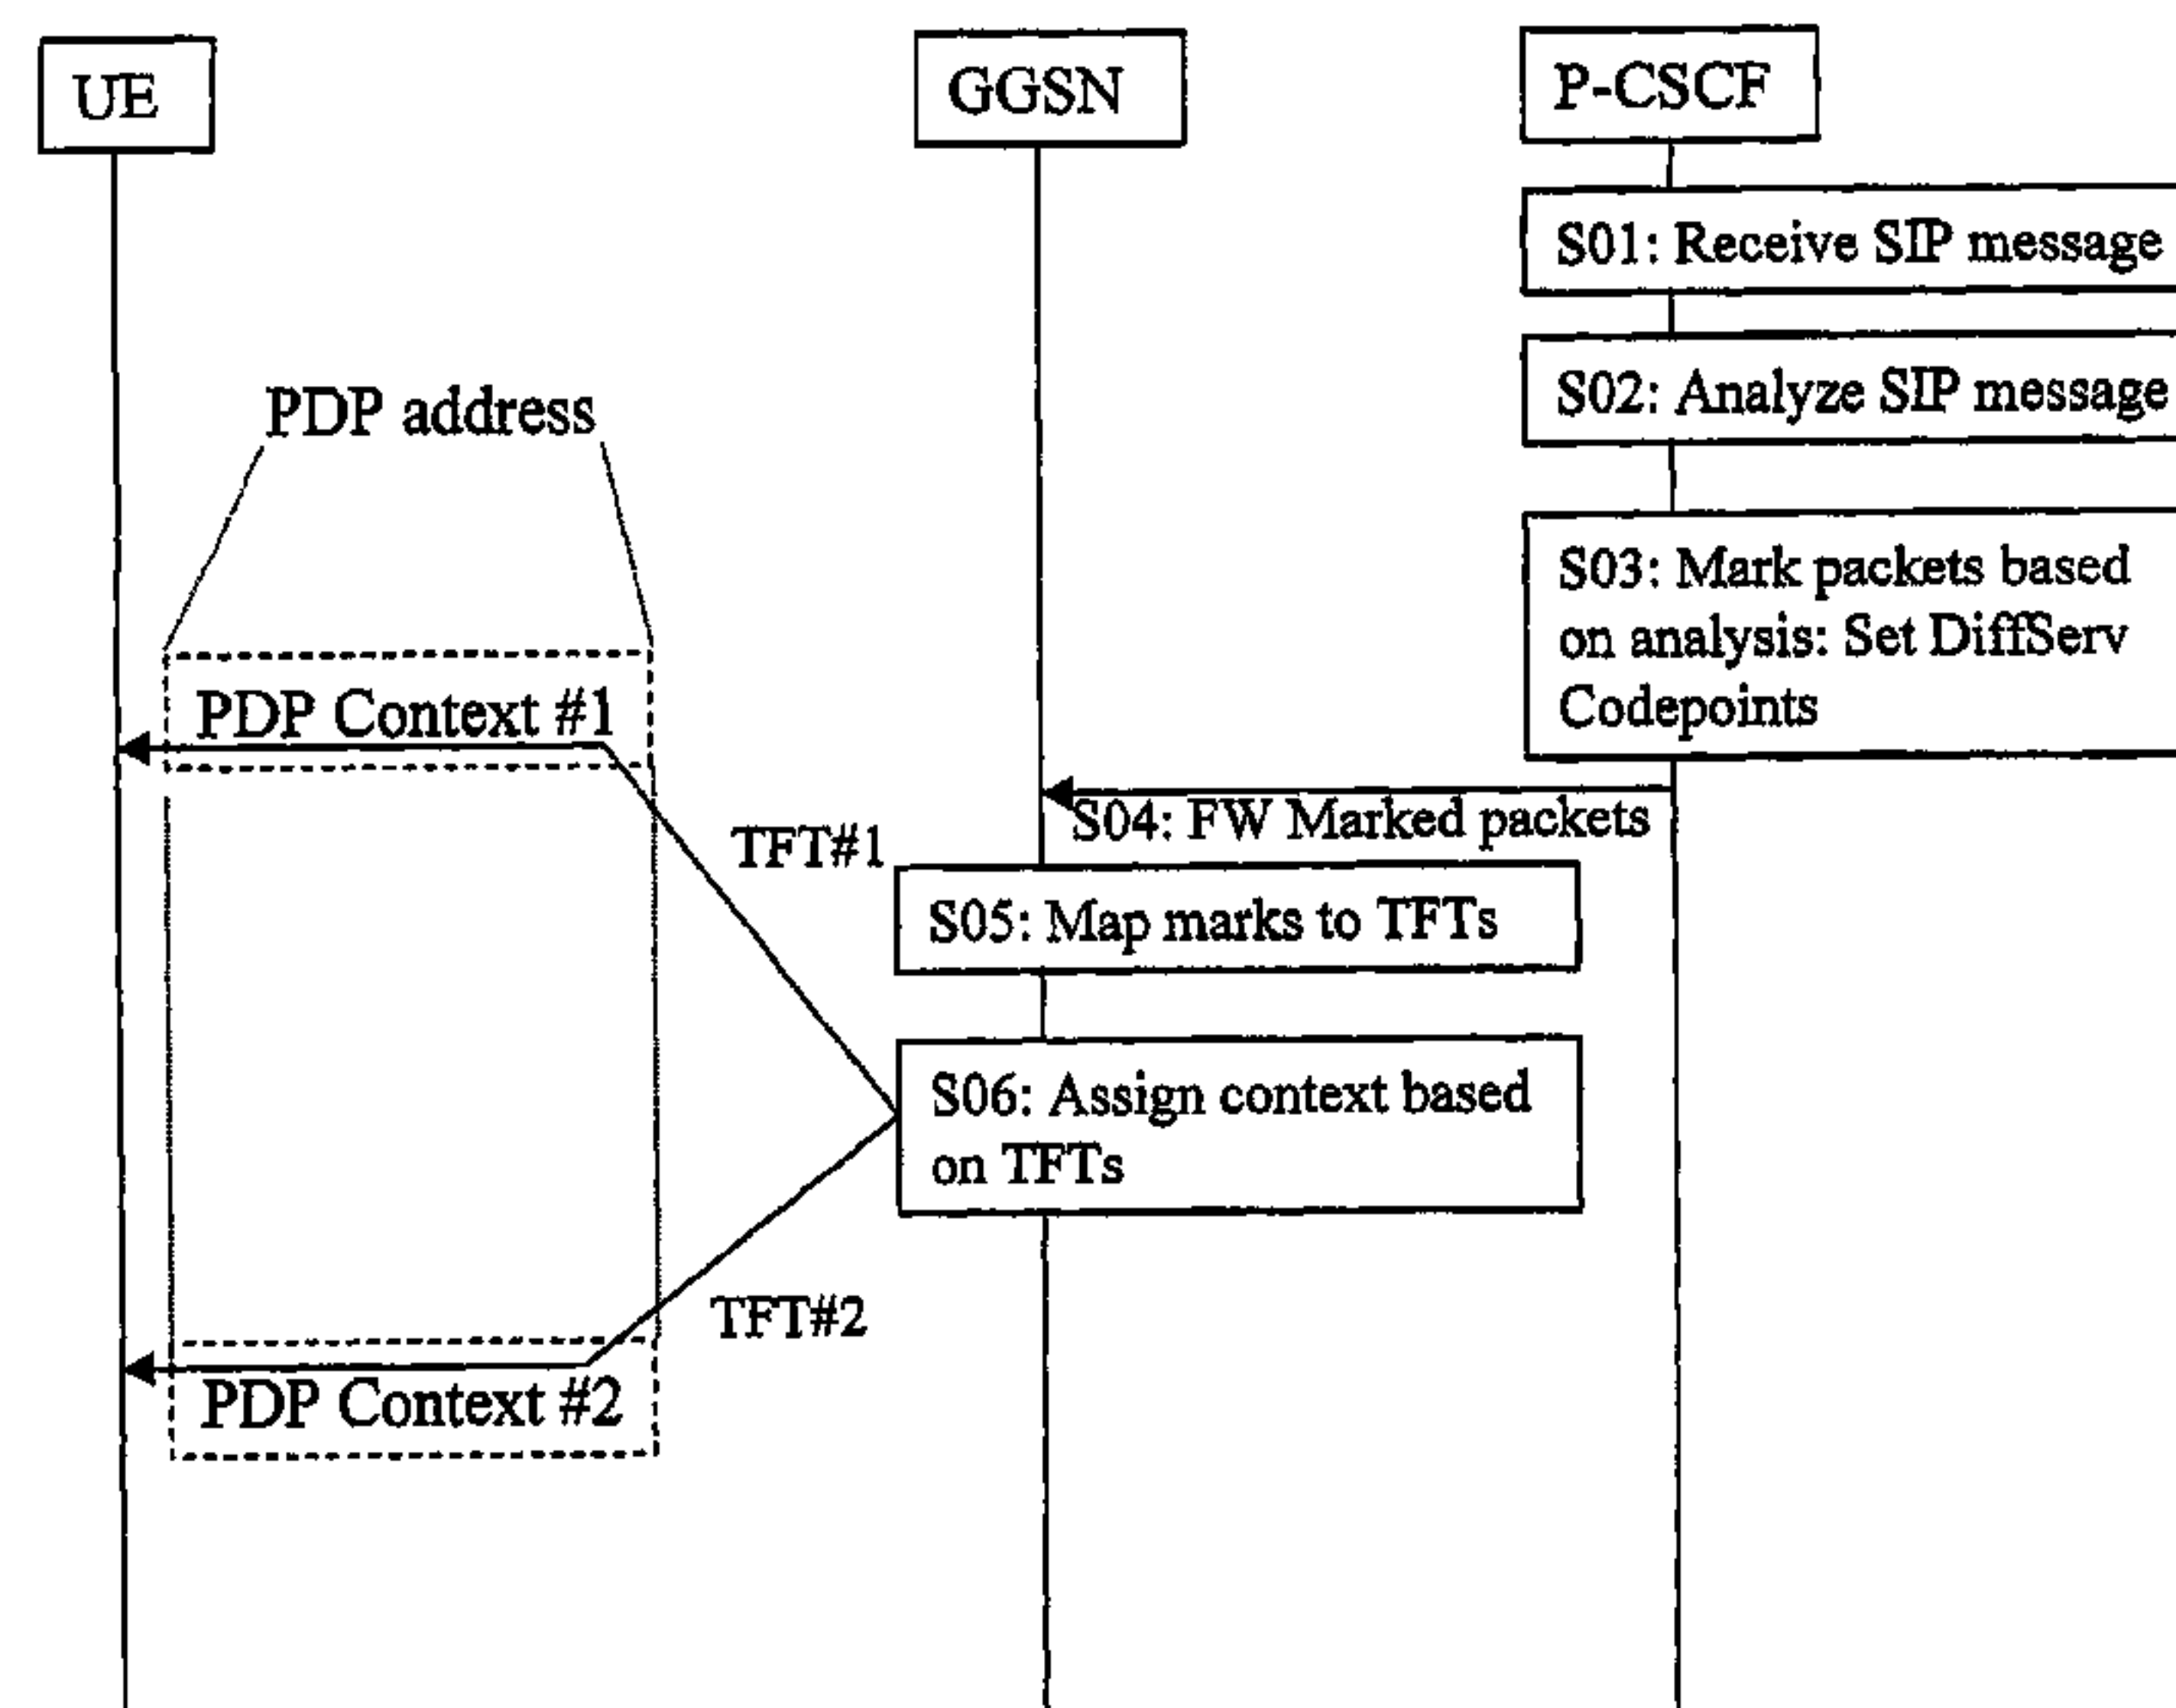 UE
GGSN
P-CSCF
S01: Receive SIP message
S02: Analyze SIP message
PDP address
S03: Mark packets based
on analysis: Set DiffServ
Codepoints
PDP Context #1
S04: FW Marked packets
TFT#1
S05: Map marks to TFTs
S06: Assign context based
on TFTs
TFT#2
PDP Context #2